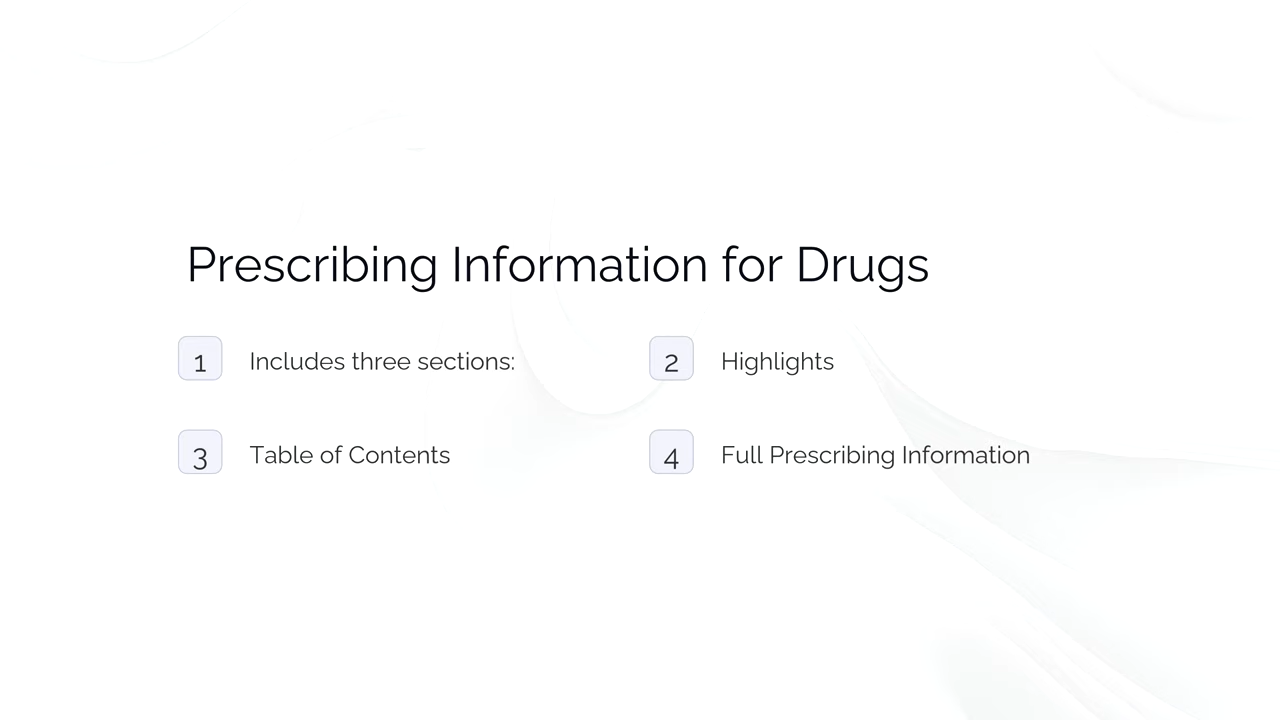 Prescribing Information for Drugs
1 Includes three sections:
2 Highlights
3 Table of Contents
4 Full Prescribing Information